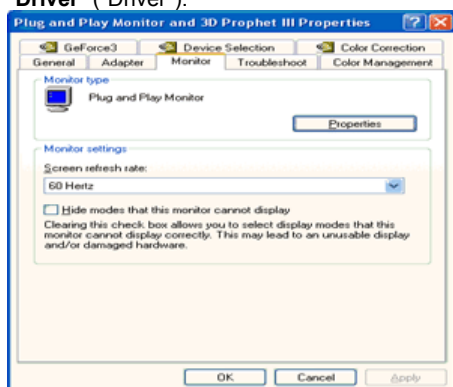 "Driver" ("Driver").
Plug and Play Monitor and 3D Prophet III Properties
GeForce3 Device Selection Color Correction
General Adapter Monitor Troubleshoot Color Management
Monitor type
Plug and Play Monitor
Properties
Monitor settings
Screen refresh rate:
60 Hertz
Hide modes that this monitor cannot display
Clearing this check box allows you to select display modes that this
monitor cannot display correctly. This may lead to an unusable display
and/or damaged hardware.
OK Cancel Apply